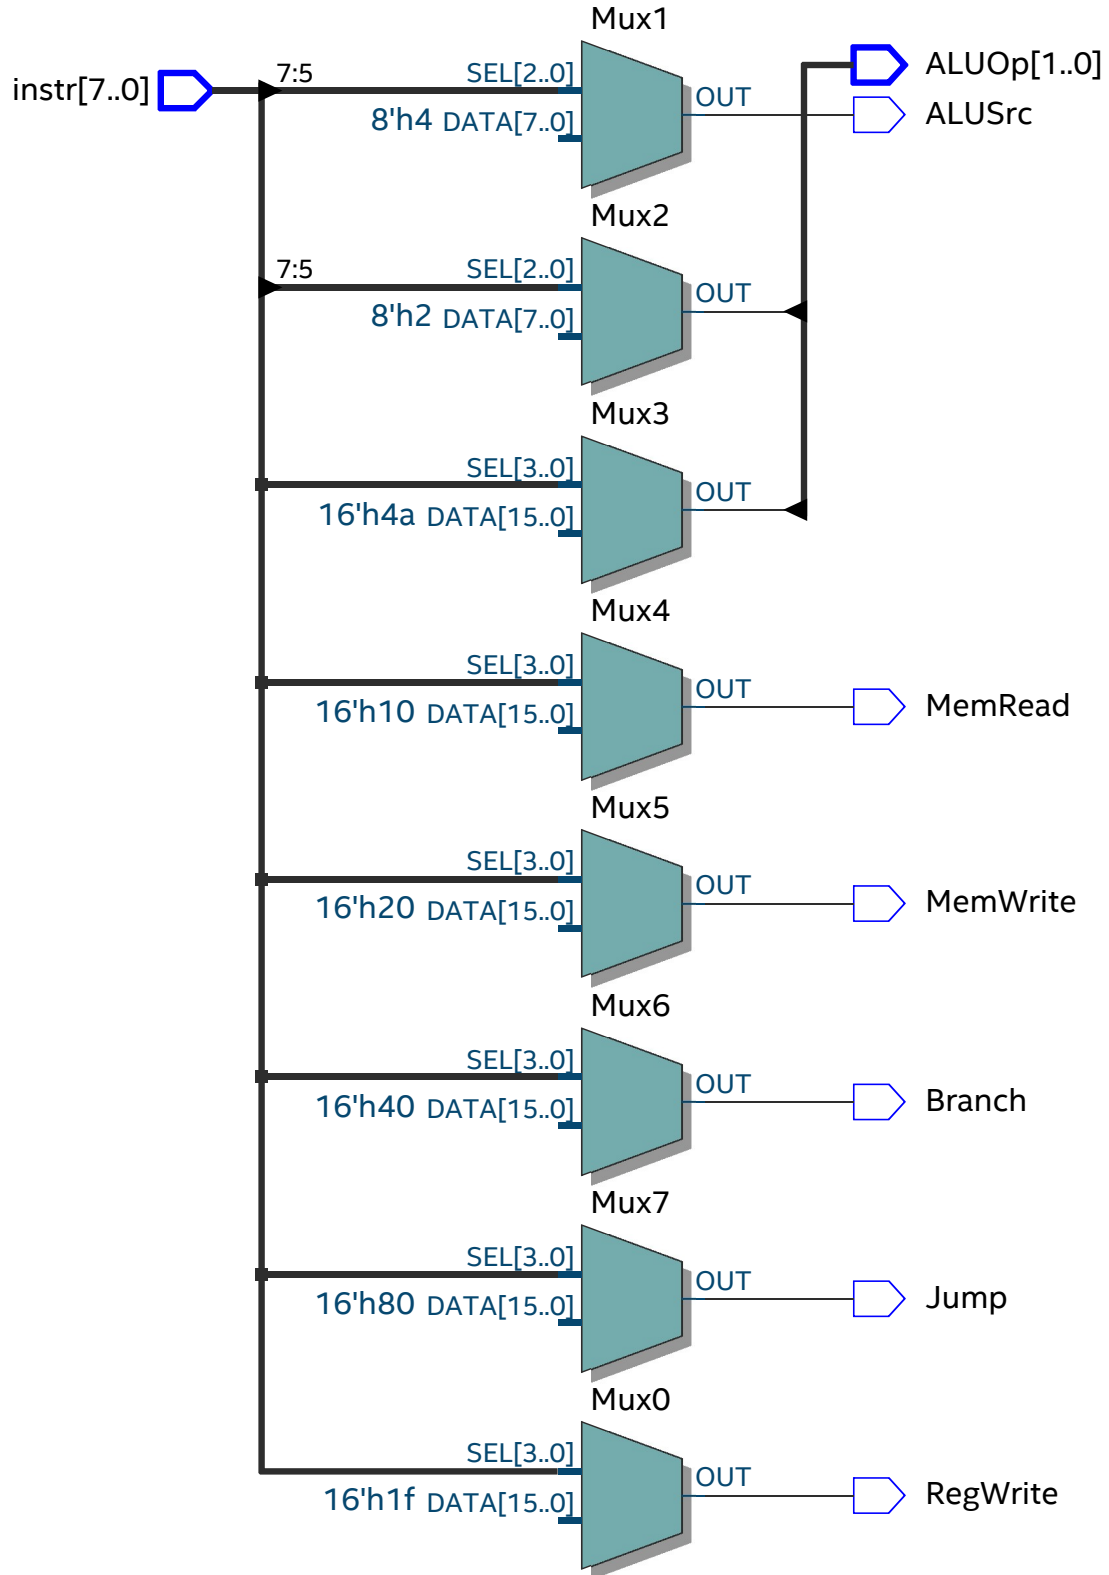 Mux1
instr[7..0]
7:5
SEL[2..0]
8'h4 DATA[7..0]
OUT
ALUOp[1..0]
ALUSrc
Mux2
7:5
SEL[2..0]
8'h2 DATA[7..0]
OUT
Mux3
SEL[3..0]
16'h4a DATA[15..0]
OUT
Mux4
SEL[3..0]
16'h10 DATA[15..0]
OUT
MemRead
Mux5
SEL[3..0]
16'h20 DATA[15..0]
OUT
MemWrite
Mux6
SEL[3..0]
16'h40 DATA[15..0]
OUT
Branch
Mux7
SEL[3..0]
16'h80 DATA[15..0]
OUT
Jump
Mux0
SEL[3..0]
16'h1f DATA[15..0]
OUT
RegWrite